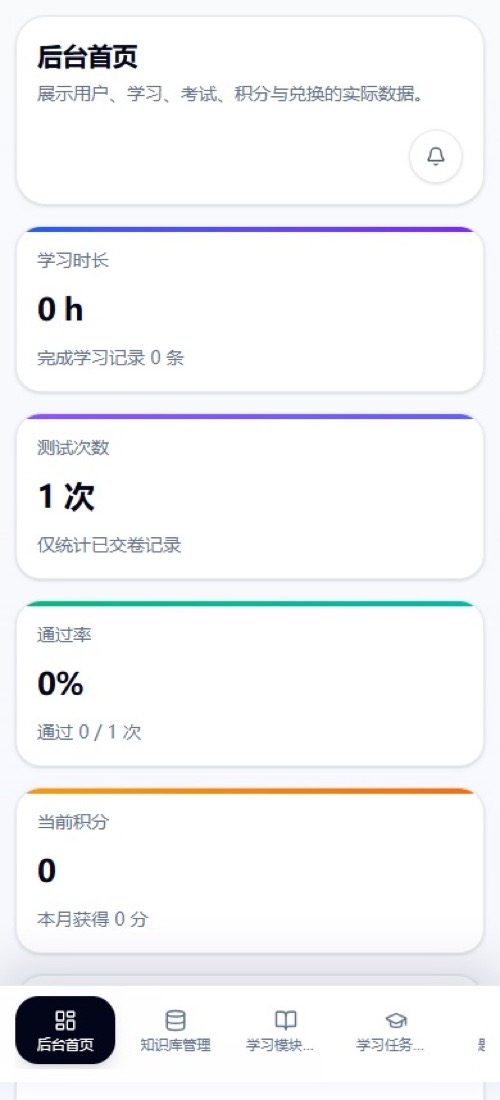 后台首页
展示用户、学习、考试、积分与兑换的实际数据。
学习时长
0 h
完成学习记录 0 条
测试次数
1 次
仅统计已交卷记录
通过率
0%
通过 0 / 1 次
当前积分
0
本月获得 0 分
后台首页
知识库管理
学习模块...
学习任务...